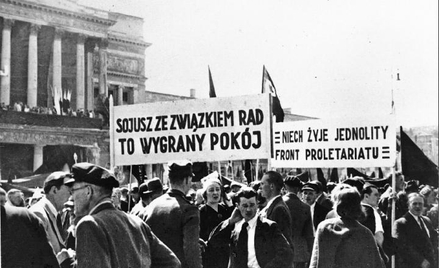 SOJUSZ ZE ZWIĄZKIEM RAD
TO WYGRANY POKÓJ
NIECH ŻYJE JEDNOLITY
FRONT PROLETARIATU